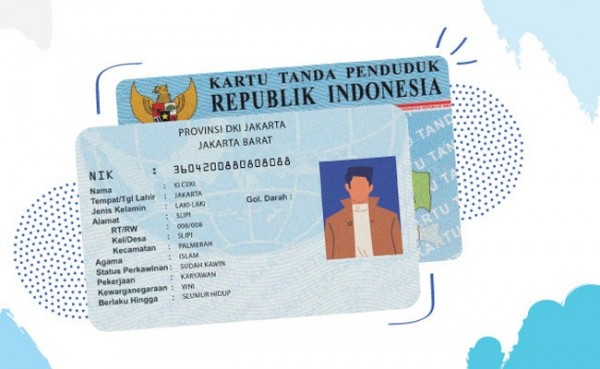 KARTU TANDA PENDUDUK
REPUBLIK INDONESIA
PROVINSI DKI JAKARTA
JAKARTA BARAT
NIK : 3604200880808088
Nama : KI CEKI
Tempat/Tgl Lahir : JAKARTA
Jenis Kelamin : LAKI-LAKI Gol. Darah :
Alamat : SLIPI
RT/RW : 008/008
Kel/Desa : SLIPI
Kecamatan : PALMERAH
Agama : ISLAM
Status Perkawinan : SUDAH KAWIN
Pekerjaan : KARYAWAN
Kewarganegaraan : WNI
Berlaku Hingga : SEUMUR HIDUP